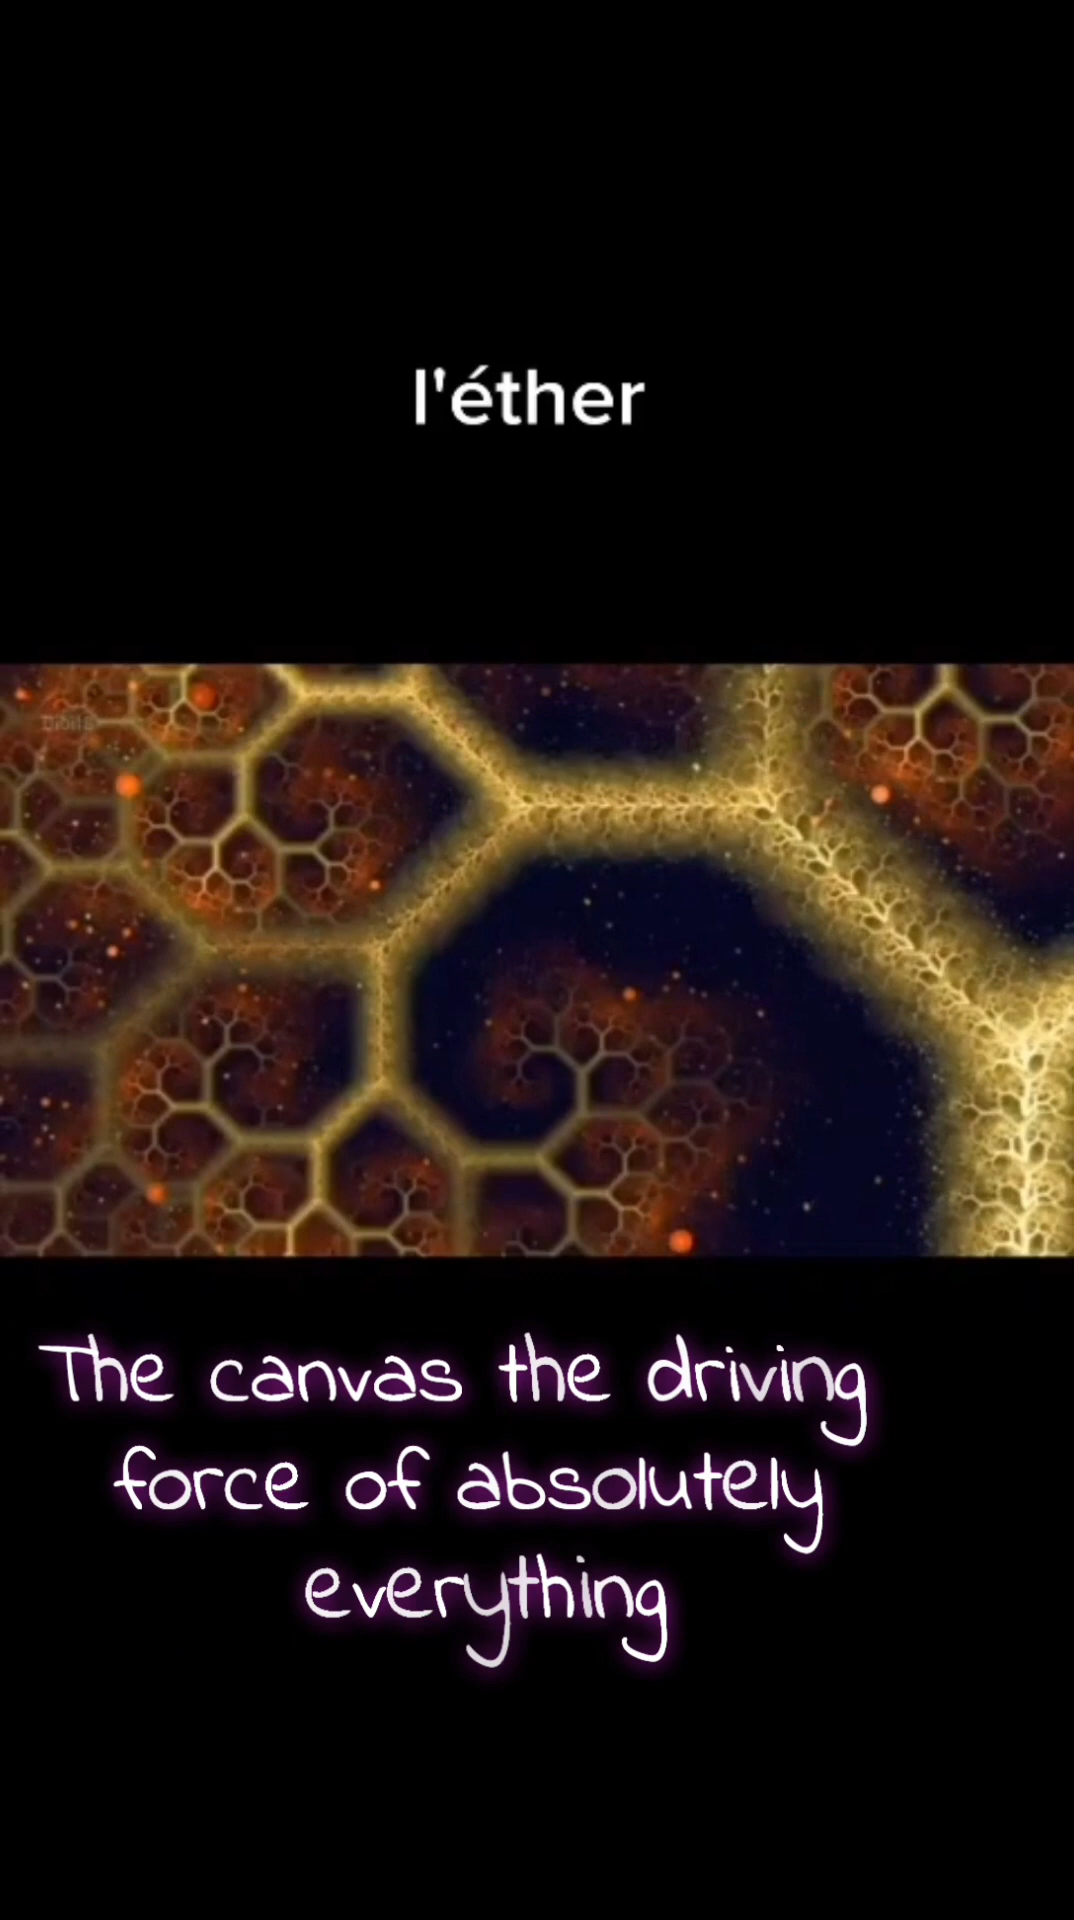 l'éther
The canvas the driving
force of absolutely
everything